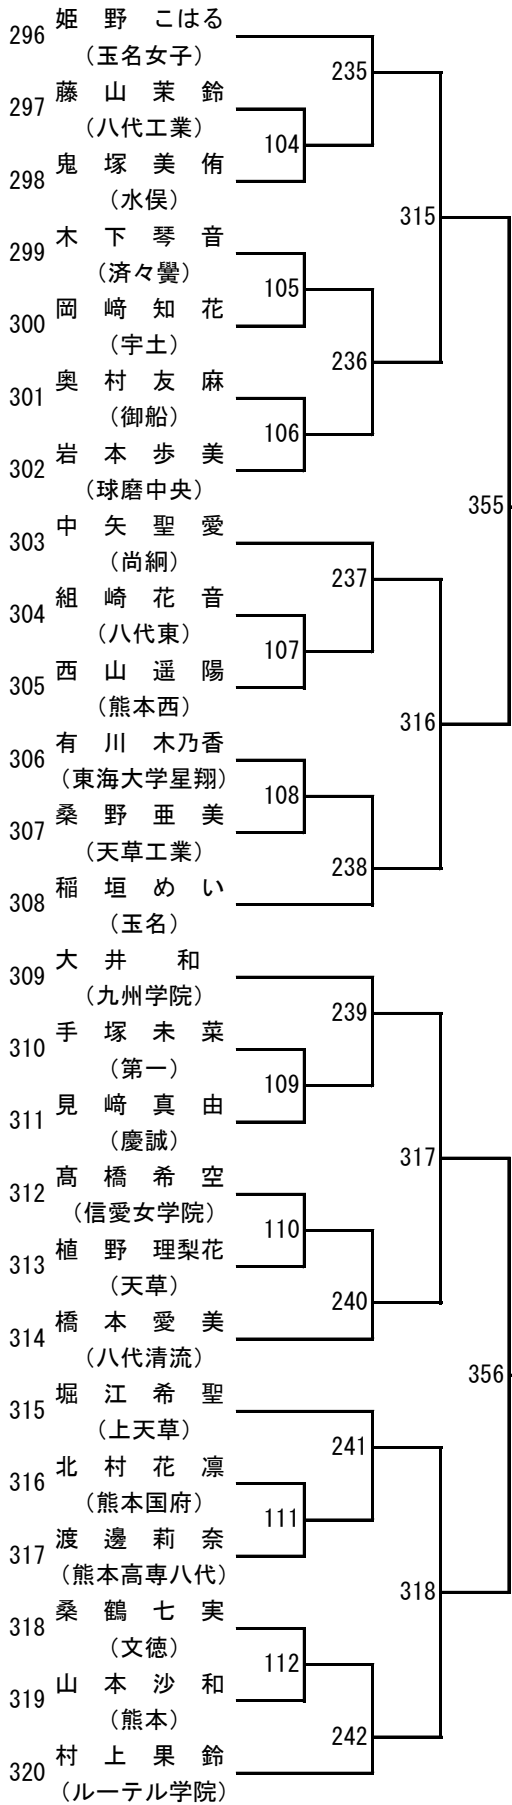 296 姫野 こはる
(玉名女子)
235
297 藤山茉鈴
(八代工業)
104
298 鬼塚美侑
(水俣)
315
299 木下琴音
(済々黌)
105
300 岡﨑知花
(宇土)
236
301 奥村友麻
(御船)
106
302 岩本歩美
(球磨中央)
355
303 中矢聖愛
(尚絅)
237
304 組崎花音
(八代東)
107
305 西山遥陽
(熊本西)
316
306 有川 木乃香
(東海大学星翔)
108
307 桑野亜美
(天草工業)
238
308 稲垣めい
(玉名)
309 大井 和
(九州学院)
239
310 手塚未菜
(第一)
109
311 見﨑真由
(慶誠)
317
312 髙橋希空
(信愛女学院)
110
313 植野 理梨花
(天草)
240
314 橋本愛美
(八代清流)
356
315 堀江希聖
(上天草)
241
316 北村花凛
(熊本国府)
111
317 渡邊莉奈
(熊本高専八代)
318
318 桑鶴七実
(文徳)
112
319 山本沙和
(熊本)
242
320 村上果鈴
(ルーテル学院)